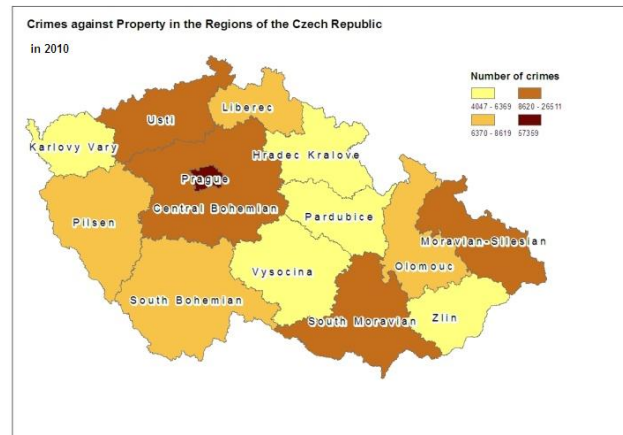 Crimes against Property in the Regions of the Czech Republic
in 2010
Number of crimes
4047 - 6369
8620 - 26511
6370 - 8619
57359
Liberec
Usti
Karlovy Vary
Hradec Kralove
Prague
Central Bohemian
Pardubice
Pilsen
Moravian-Silesian
Olomouc
Vysocina
South Bohemian
South Moravian
Zlin